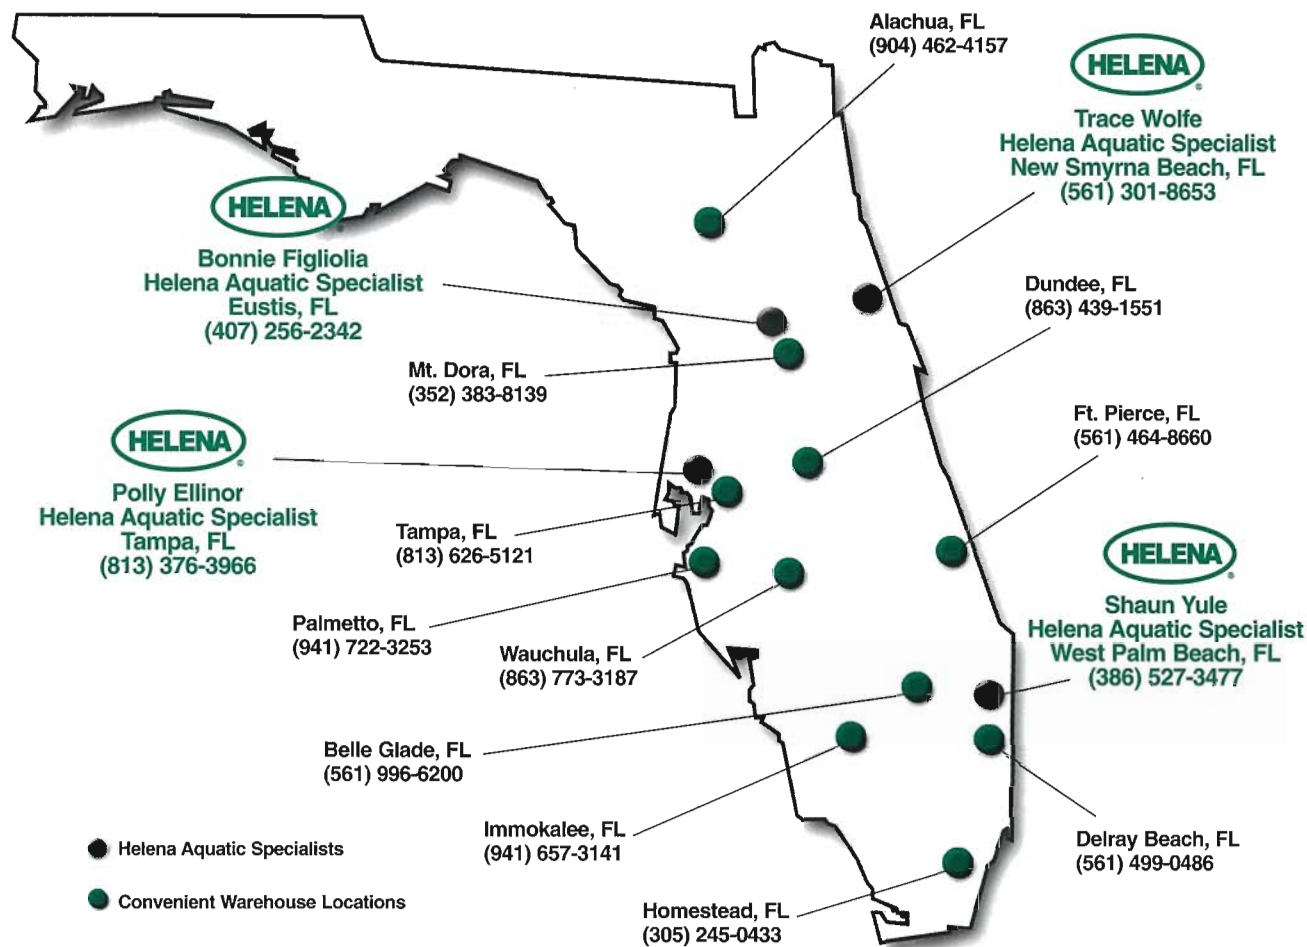 Alachua, FL
(904) 462-4157
HELENA
Trace Wolfe
Helena Aquatic Specialist
New Smyrna Beach, FL
(561) 301-8653
HELENA
Bonnie Figliolia
Helena Aquatic Specialist
Eustis, FL
(407) 256-2342
Dundee, FL
(863) 439-1551
Mt. Dora, FL
(352) 383-8139
Ft. Pierce, FL
(561) 464-8660
HELENA
Polly Ellinor
Helena Aquatic Specialist
Tampa, FL
(813) 376-3966
Tampa, FL
(813) 626-5121
HELENA
Shaun Yule
Helena Aquatic Specialist
West Palm Beach, FL
(386) 527-3477
Palmetto, FL
(941) 722-3253
Wauchula, FL
(863) 773-3187
Belle Glade, FL
(561) 996-6200
Immokalee, FL
(941) 657-3141
Delray Beach, FL
(561) 499-0486
Homestead, FL
(305) 245-0433
Helena Aquatic Specialists
Convenient Warehouse Locations